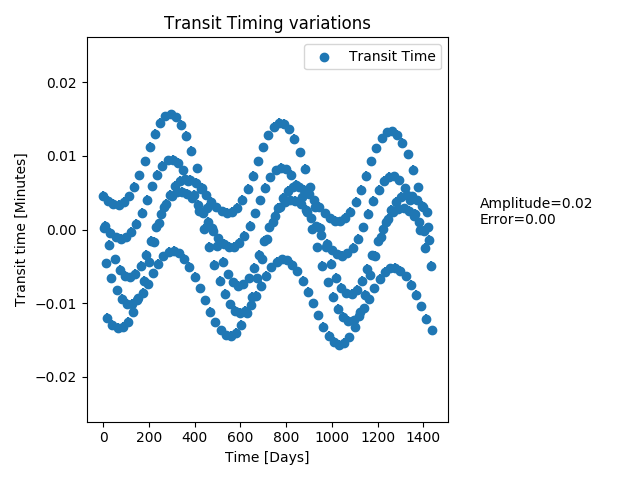 Transit Timing variations
Transit Time
Transit time [Minutes]
0.02
0.01
0.00
−0.01
−0.02
0 200 400 600 800 1000 1200 1400
Time [Days]
Amplitude=0.02
Error=0.00